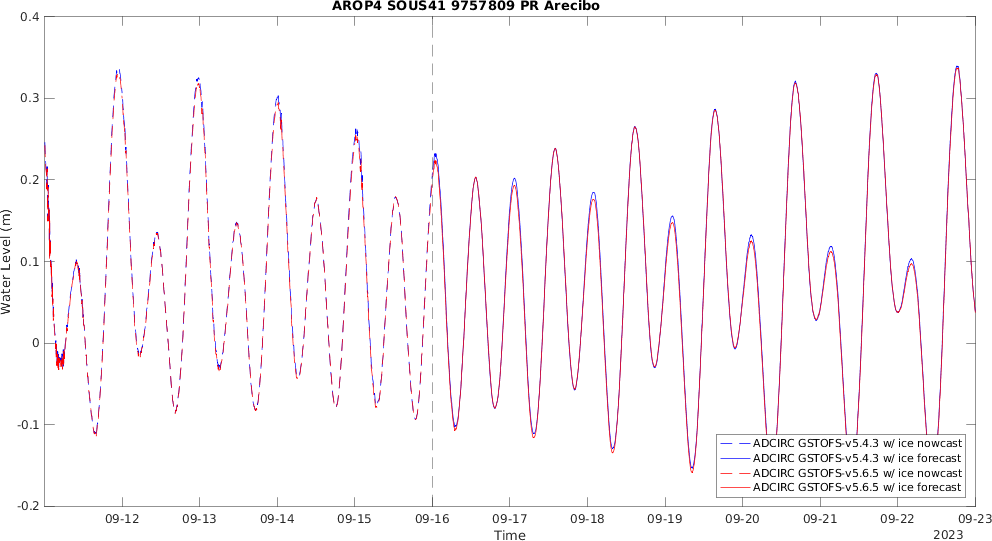 AROP4 SOUS41 9757809 PR Arecibo
0.4
0.3
0.2
0.1
0
-0.1
-0.2
Water Level (m)
ADCIRC GSTOFS-v5.4.3 w/ ice nowcast
ADCIRC GSTOFS-v5.4.3 w/ ice forecast
ADCIRC GSTOFS-v5.6.5 w/ ice nowcast
ADCIRC GSTOFS-v5.6.5 w/ ice forecast
09-12 09-13 09-14 09-15 09-16 09-17 09-18 09-19 09-20 09-21 09-22 09-23
Time
2023